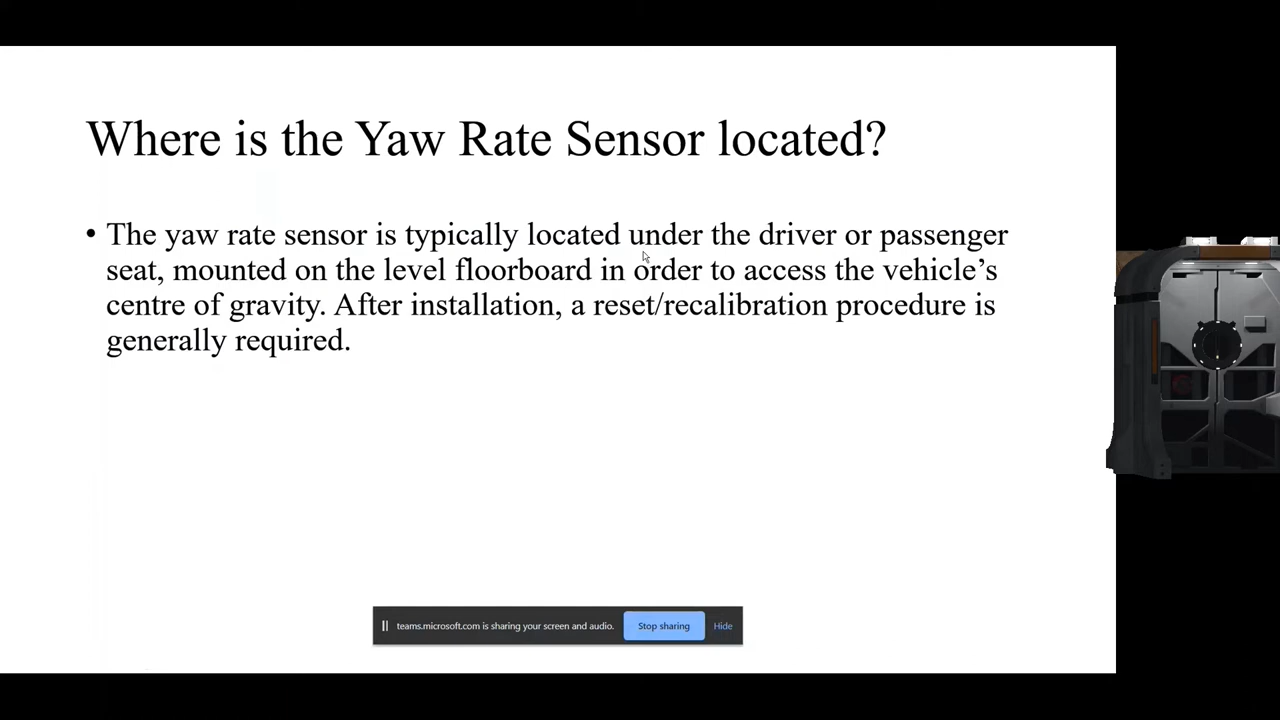 Where is the Yaw Rate Sensor located?
• The yaw rate sensor is typically located under the driver or passenger
seat, mounted on the level floorboard in order to access the vehicle’s
centre of gravity. After installation, a reset/recalibration procedure is
generally required.
teams.microsoft.com is sharing your screen and audio. Stop sharing Hide